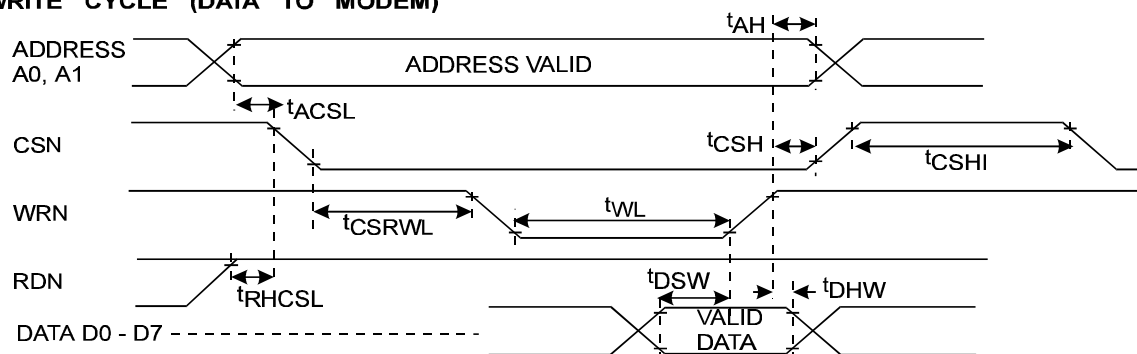 WRITE CYCLE (DATA TO MODEM)
tAH
ADDRESS
A0, A1
ADDRESS VALID
tACSL
CSN
tCSH
tCSHI
WRN
tCSRWL
tWL
RDN
tRHCSL
tDSW
tDHW
DATA D0 - D7
VALID
DATA